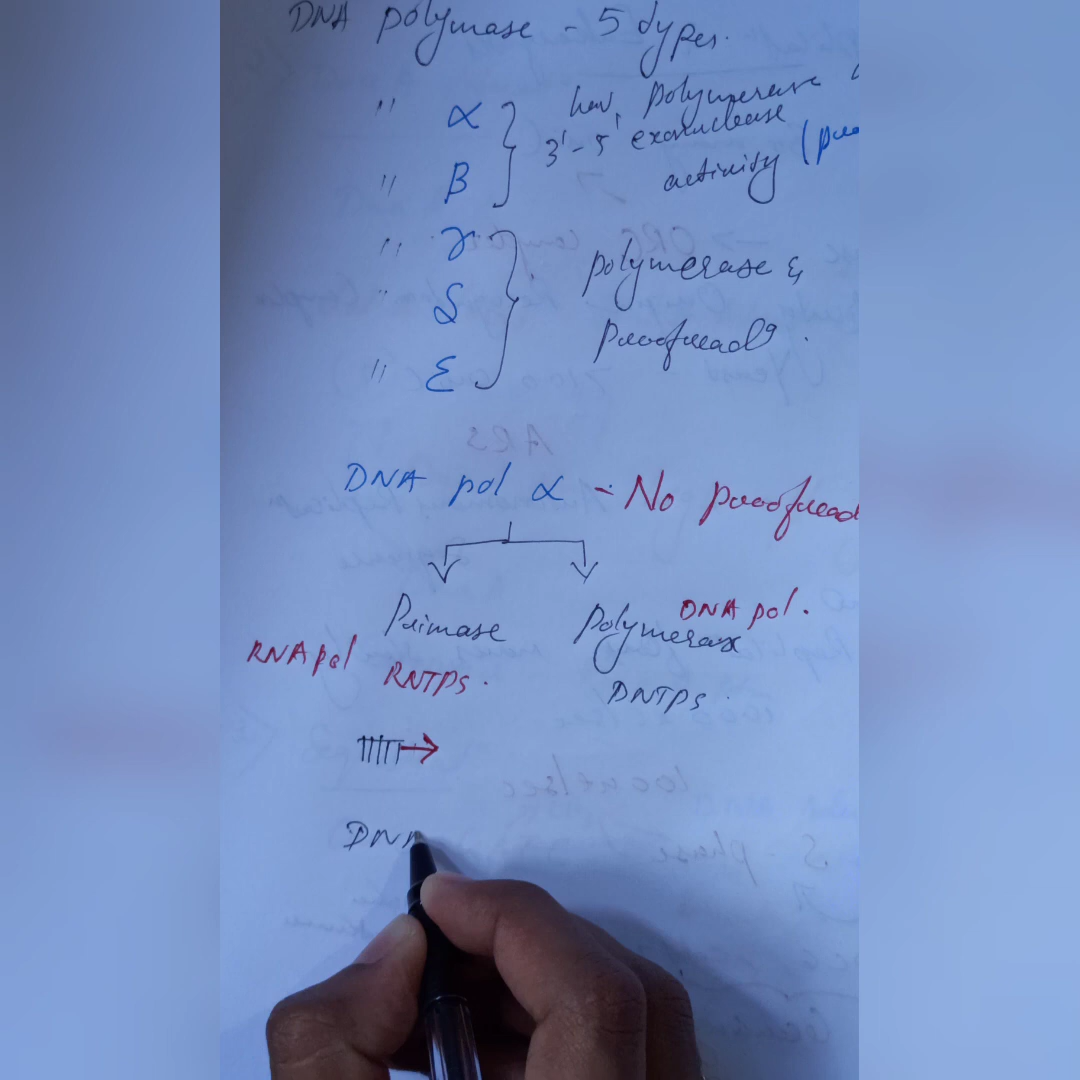 DNA polymase - 5 types.
" α } hav polymerase
3'-5' exonuclease
" β activity (
" γ
polymerase &
" δ
proofreadg.
" ε
DNA pol α - No proofread
Primase Polymerase DNA pol.
RNA pol RNTPs. DNTPs.
DNA